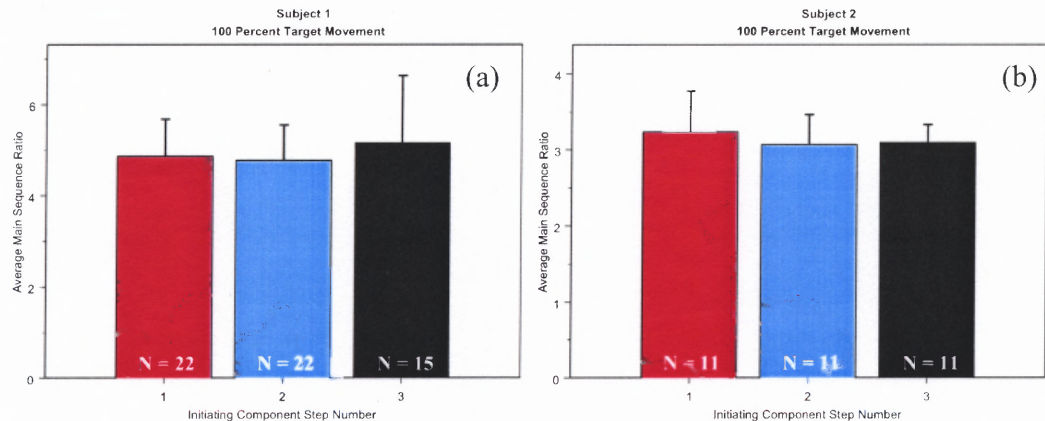 Subject 1
100 Percent Target Movement
(a)
6
4
2
0
Average Main Sequence Ratio
N = 22
N = 22
N = 15
1 2 3
Initiating Component Step Number
Subject 2
100 Percent Target Movement
(b)
4
3
2
1
0
Average Main Sequence Ratio
N = 11
N = 11
N = 11
1 2 3
Initiating Component Step Number